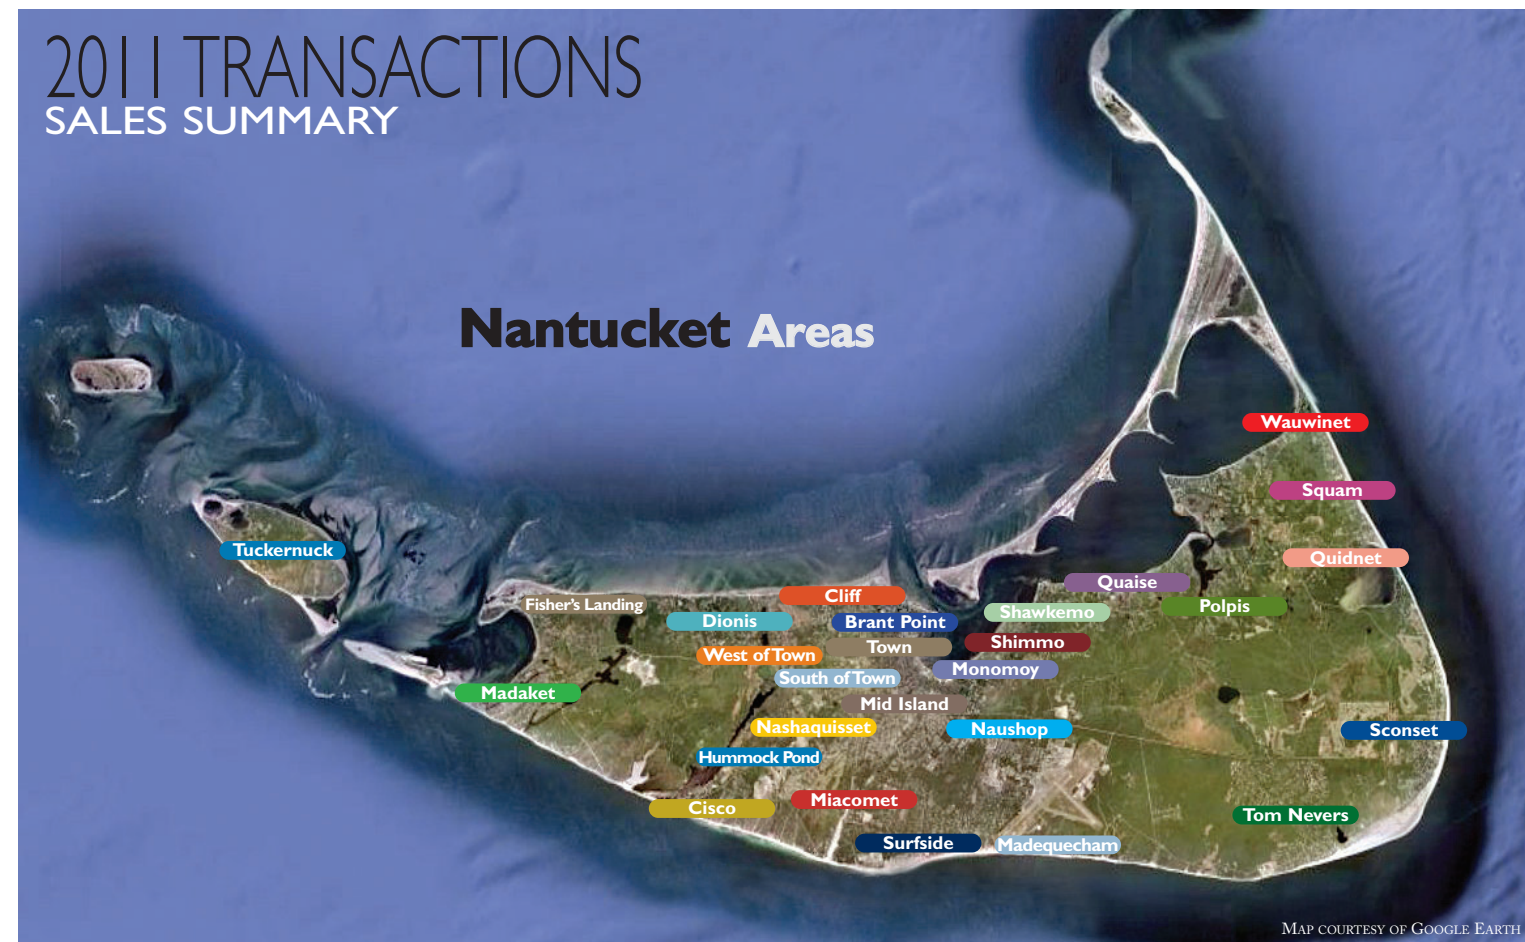 2011 TRANSACTIONS
SALES SUMMARY
Nantucket Areas
Wauwinet
Squam
Tuckernuck
Quidnet
Quaise
Cliff
Fisher's Landing
Polpis
Shawkemo
Dionis
Brant Point
Shimmo
Town
West of Town
Monomoy
South of Town
Madaket
Mid Island
Nashaquisset
Naushop
Sconset
Hummock Pond
Miacomet
Cisco
Tom Nevers
Surfside
Madequecham
MAP COURTESY OF GOOGLE EARTH